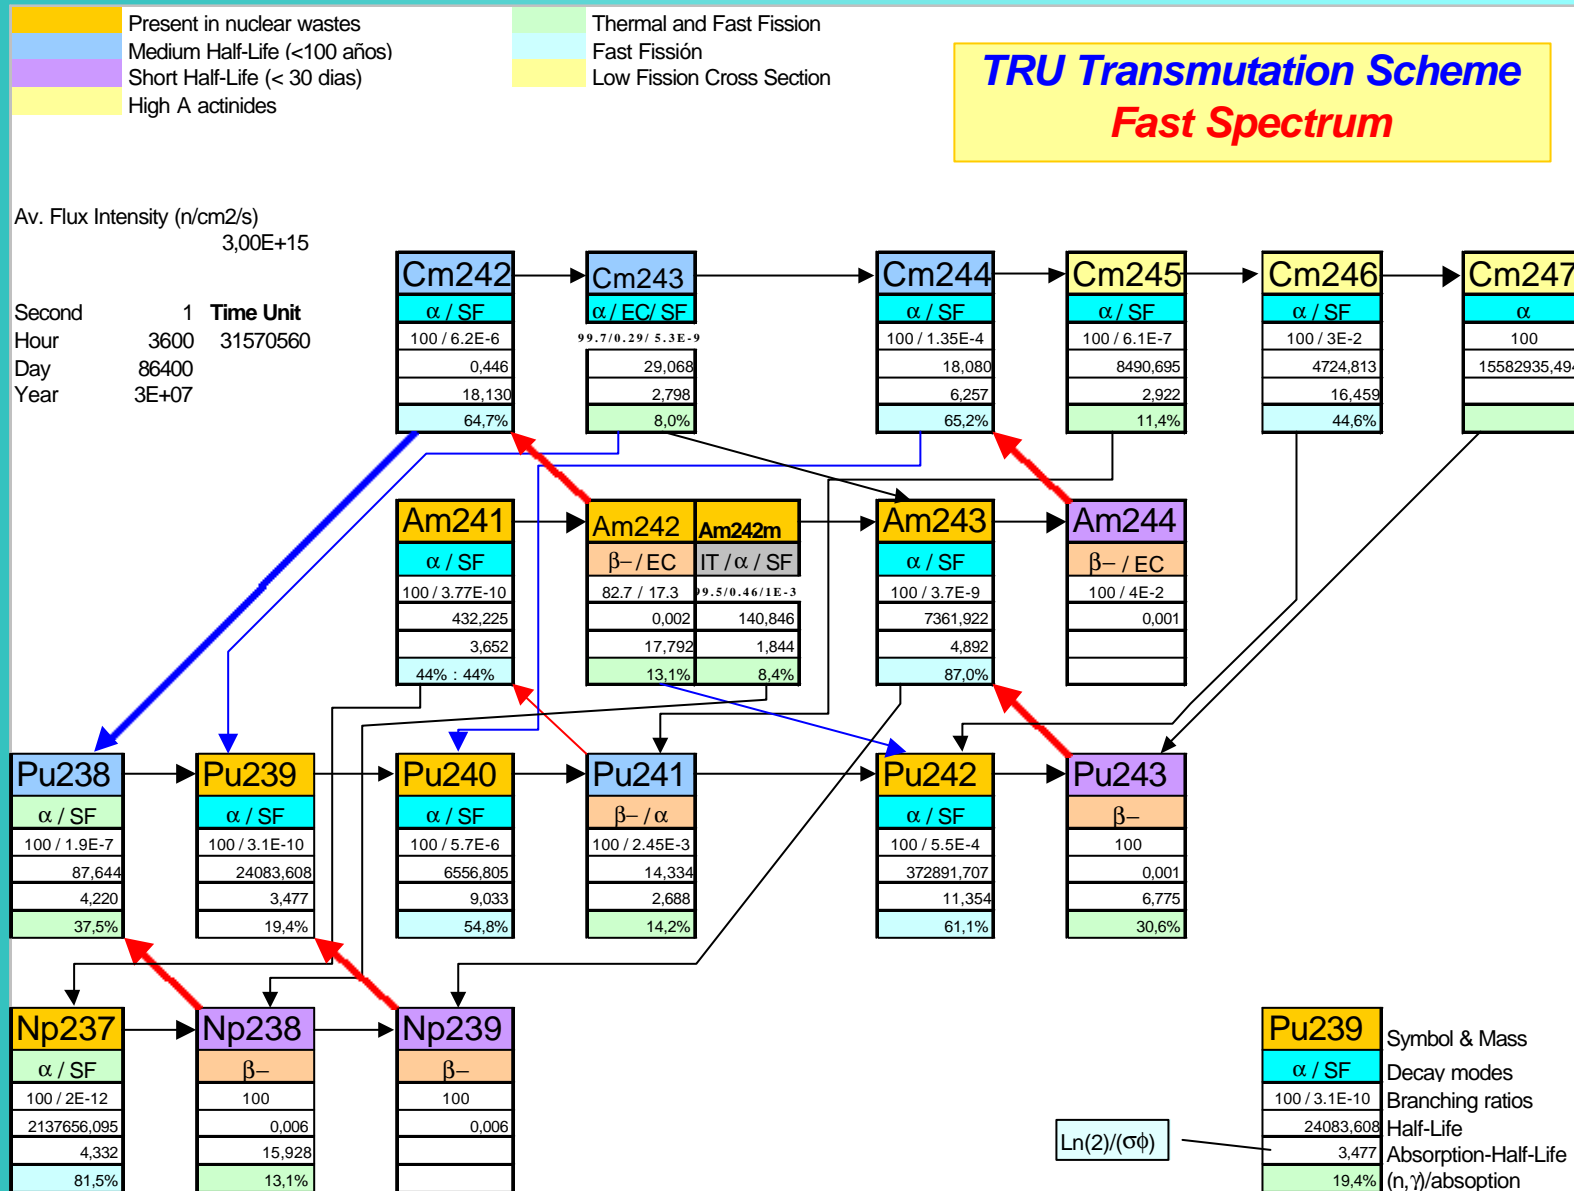 Present in nuclear wastes
Medium Half-Life (<100 años)
Short Half-Life (< 30 dias)
High A actinides
Thermal and Fast Fission
Fast Fissión
Low Fission Cross Section
TRU Transmutation Scheme
Fast Spectrum
Av. Flux Intensity (n/cm2/s)
3,00E+15
Second 1 Time Unit
Hour 3600 31570560
Day 86400
Year 3E+07
Cm242
α / SF
100 / 6.2E-6
0,446
18,130
64,7%
Cm243
α / EC/ SF
99.7/0.29/ 5.3E-9
29,068
2,798
8,0%
Cm244
α / SF
100 / 1.35E-4
18,080
6,257
65,2%
Cm245
α / SF
100 / 6.1E-7
8490,695
2,922
11,4%
Cm246
α / SF
100 / 3E-2
4724,813
16,459
44,6%
Cm247
α
100
15582935,494
Am241
α / SF
100 / 3.77E-10
432,225
3,652
44% : 44%
Am242
β− / EC
82.7 / 17.3
0,002
17,792
13,1%
Am242m
IT / α / SF
99.5/0.46/1E-3
140,846
1,844
8,4%
Am243
α / SF
100 / 3.7E-9
7361,922
4,892
87,0%
Am244
β− / EC
100 / 4E-2
0,001
Pu238
α / SF
100 / 1.9E-7
87,644
4,220
37,5%
Pu239
α / SF
100 / 3.1E-10
24083,608
3,477
19,4%
Pu240
α / SF
100 / 5.7E-6
6556,805
9,033
54,8%
Pu241
β− / α
100 / 2.45E-3
14,334
2,688
14,2%
Pu242
α / SF
100 / 5.5E-4
372891,707
11,354
61,1%
Pu243
β−
100
0,001
6,775
30,6%
Np237
α / SF
100 / 2E-12
2137656,095
4,332
81,5%
Np238
β−
100
0,006
15,928
13,1%
Np239
β−
100
0,006
Ln(2)/(σϕ)
Pu239 Symbol & Mass
α / SF Decay modes
100 / 3.1E-10 Branching ratios
24083,608 Half-Life
3,477 Absorption-Half-Life
19,4% (n,γ)/absoption